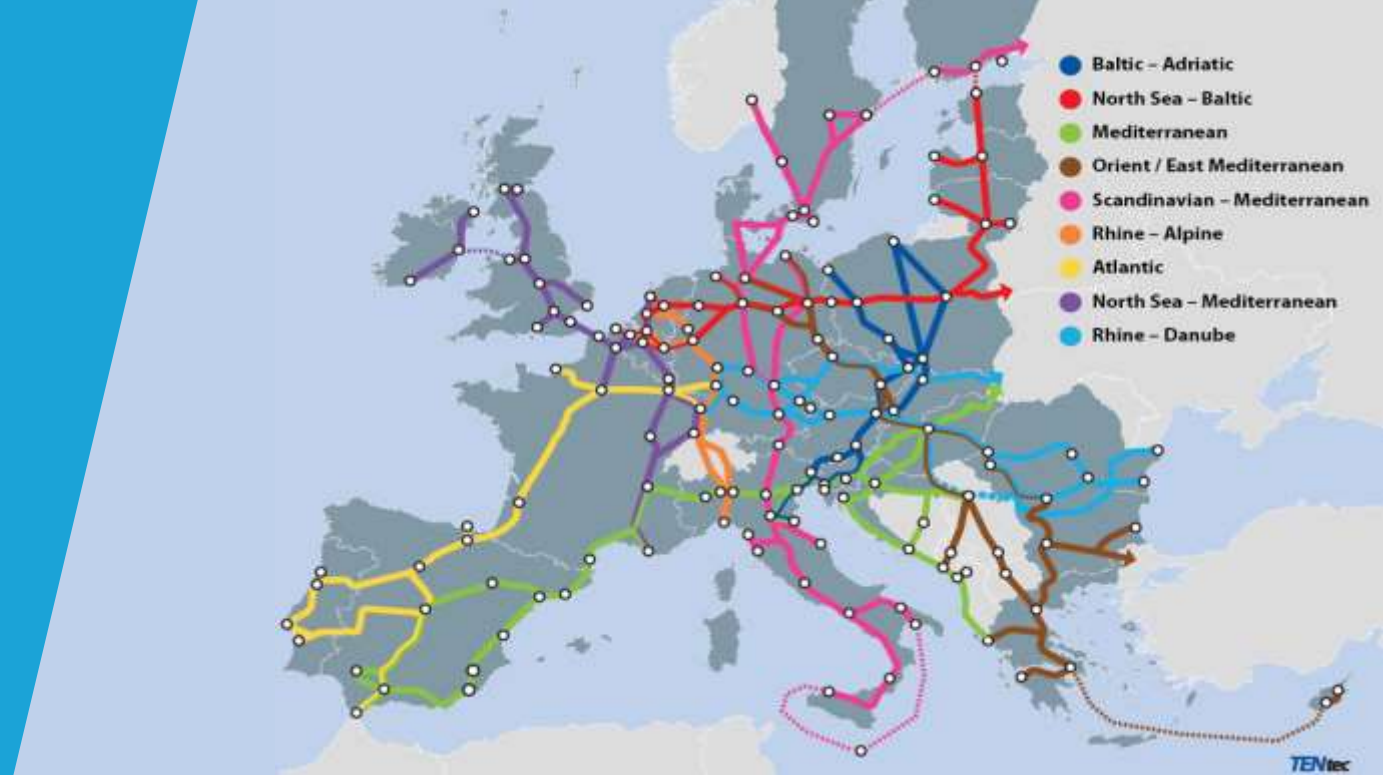 Baltic – Adriatic
North Sea – Baltic
Mediterranean
Orient / East Mediterranean
Scandinavian – Mediterranean
Rhine – Alpine
Atlantic
North Sea – Mediterranean
Rhine – Danube
TENtec